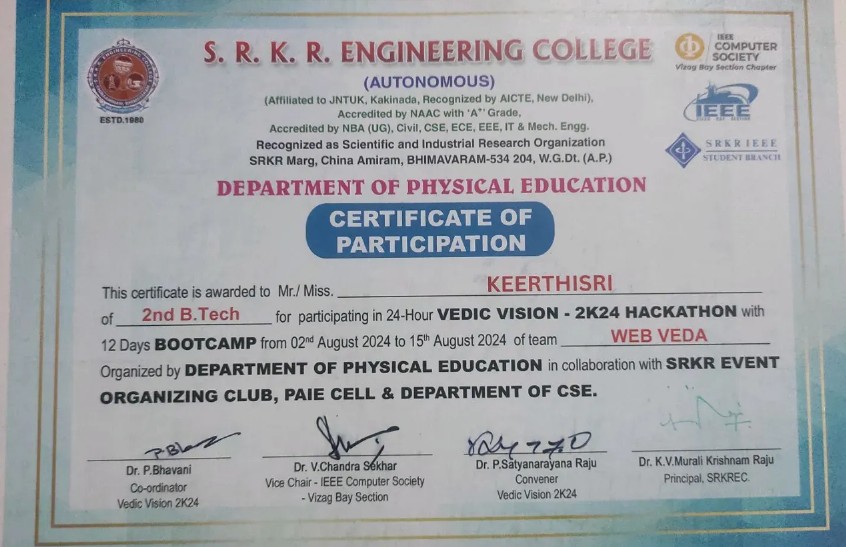 S. R. K. R. ENGINEERING COLLEGE
(AUTONOMOUS)
(Affiliated to JNTUK, Kakinada, Recognized by AICTE, New Delhi),
Accredited by NAAC with 'A+' Grade,
Accredited by NBA (UG), Civil, CSE, ECE, EEE, IT & Mech. Engg.
Recognized as Scientific and Industrial Research Organization
SRKR Marg, China Amiram, BHIMAVARAM-534 204, W.G.Dt. (A.P.)
ESTD.1980
IEEE
COMPUTER
SOCIETY
Vizag Bay Section Chapter
IEEE
SRKR IEEE
STUDENT BRANCH
DEPARTMENT OF PHYSICAL EDUCATION
CERTIFICATE OF
PARTICIPATION
This certificate is awarded to Mr./ Miss. KEERTHISRI
of 2nd B.Tech for participating in 24-Hour VEDIC VISION - 2K24 HACKATHON with
12 Days BOOTCAMP from 02nd August 2024 to 15th August 2024 of team WEB VEDA
Organized by DEPARTMENT OF PHYSICAL EDUCATION in collaboration with SRKR EVENT
ORGANIZING CLUB, PAIE CELL & DEPARTMENT OF CSE.
Dr. P.Bhavani
Co-ordinator
Vedic Vision 2K24
Dr. V.Chandra Sekhar
Vice Chair - IEEE Computer Society
- Vizag Bay Section
Dr. P.Satyanarayana Raju
Convener
Vedic Vision 2K24
Dr. K.V.Murali Krishnam Raju
Principal, SRKREC